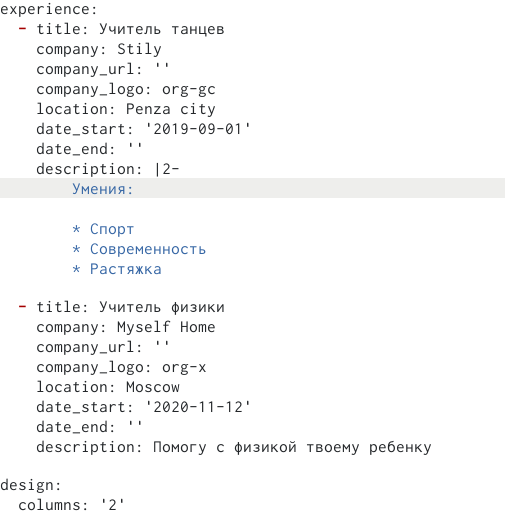 experience:
  - title: Учитель танцев
    company: Stily
    company_url: ''
    company_logo: org-gc
    location: Penza city
    date_start: '2019-09-01'
    date_end: ''
    description: |2-
        Умения:

        * Спорт
        * Современность
        * Растяжка

  - title: Учитель физики
    company: Myself Home
    company_url: ''
    company_logo: org-x
    location: Moscow
    date_start: '2020-11-12'
    date_end: ''
    description: Помогу с физикой твоему ребенку

design:
  columns: '2'